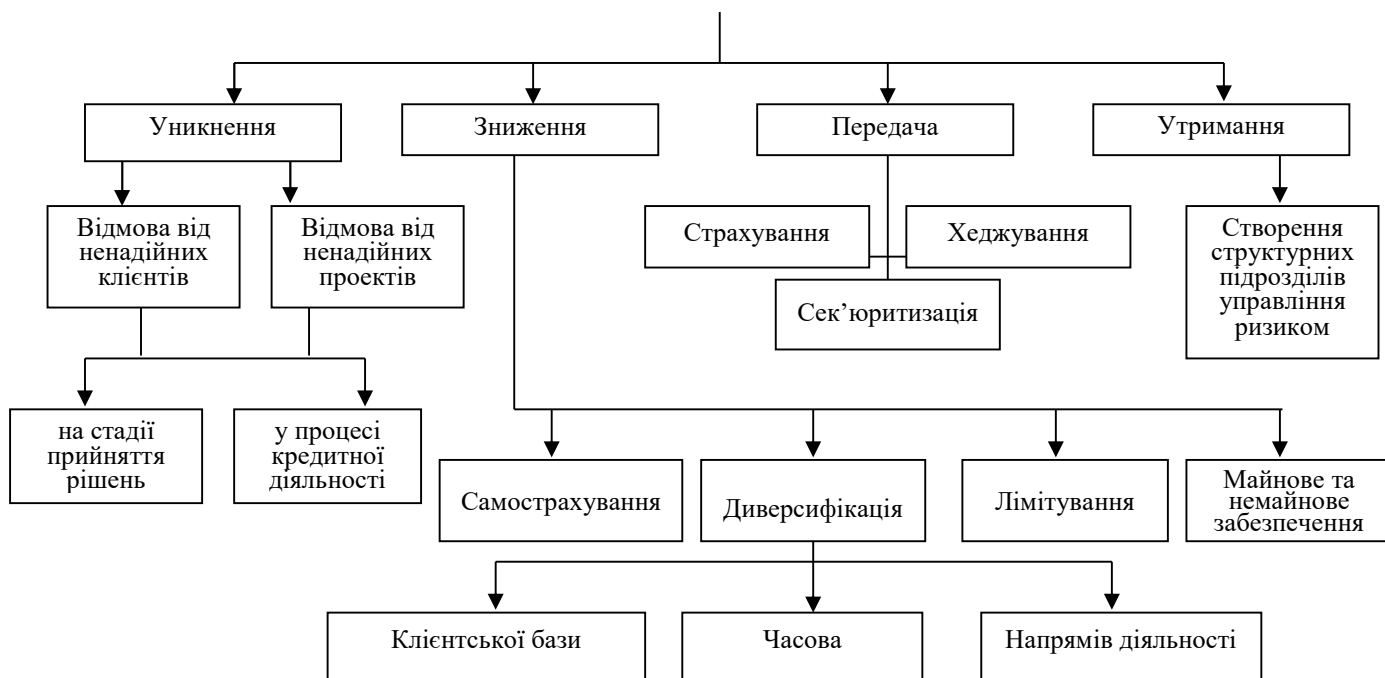 Уникнення
Зниження
Передача
Утримання
Відмова від
ненадійних
клієнтів
Відмова від
ненадійних
проектів
Страхування
Хеджування
Сек’юритизація
Створення
структурних
підрозділів
управління
ризиком
на стадії
прийняття
рішень
у процесі
кредитної
діяльності
Самострахування
Диверсифікація
Лімітування
Майнове та
немайнове
забезпечення
Клієнтської бази
Часова
Напрямів діяльності